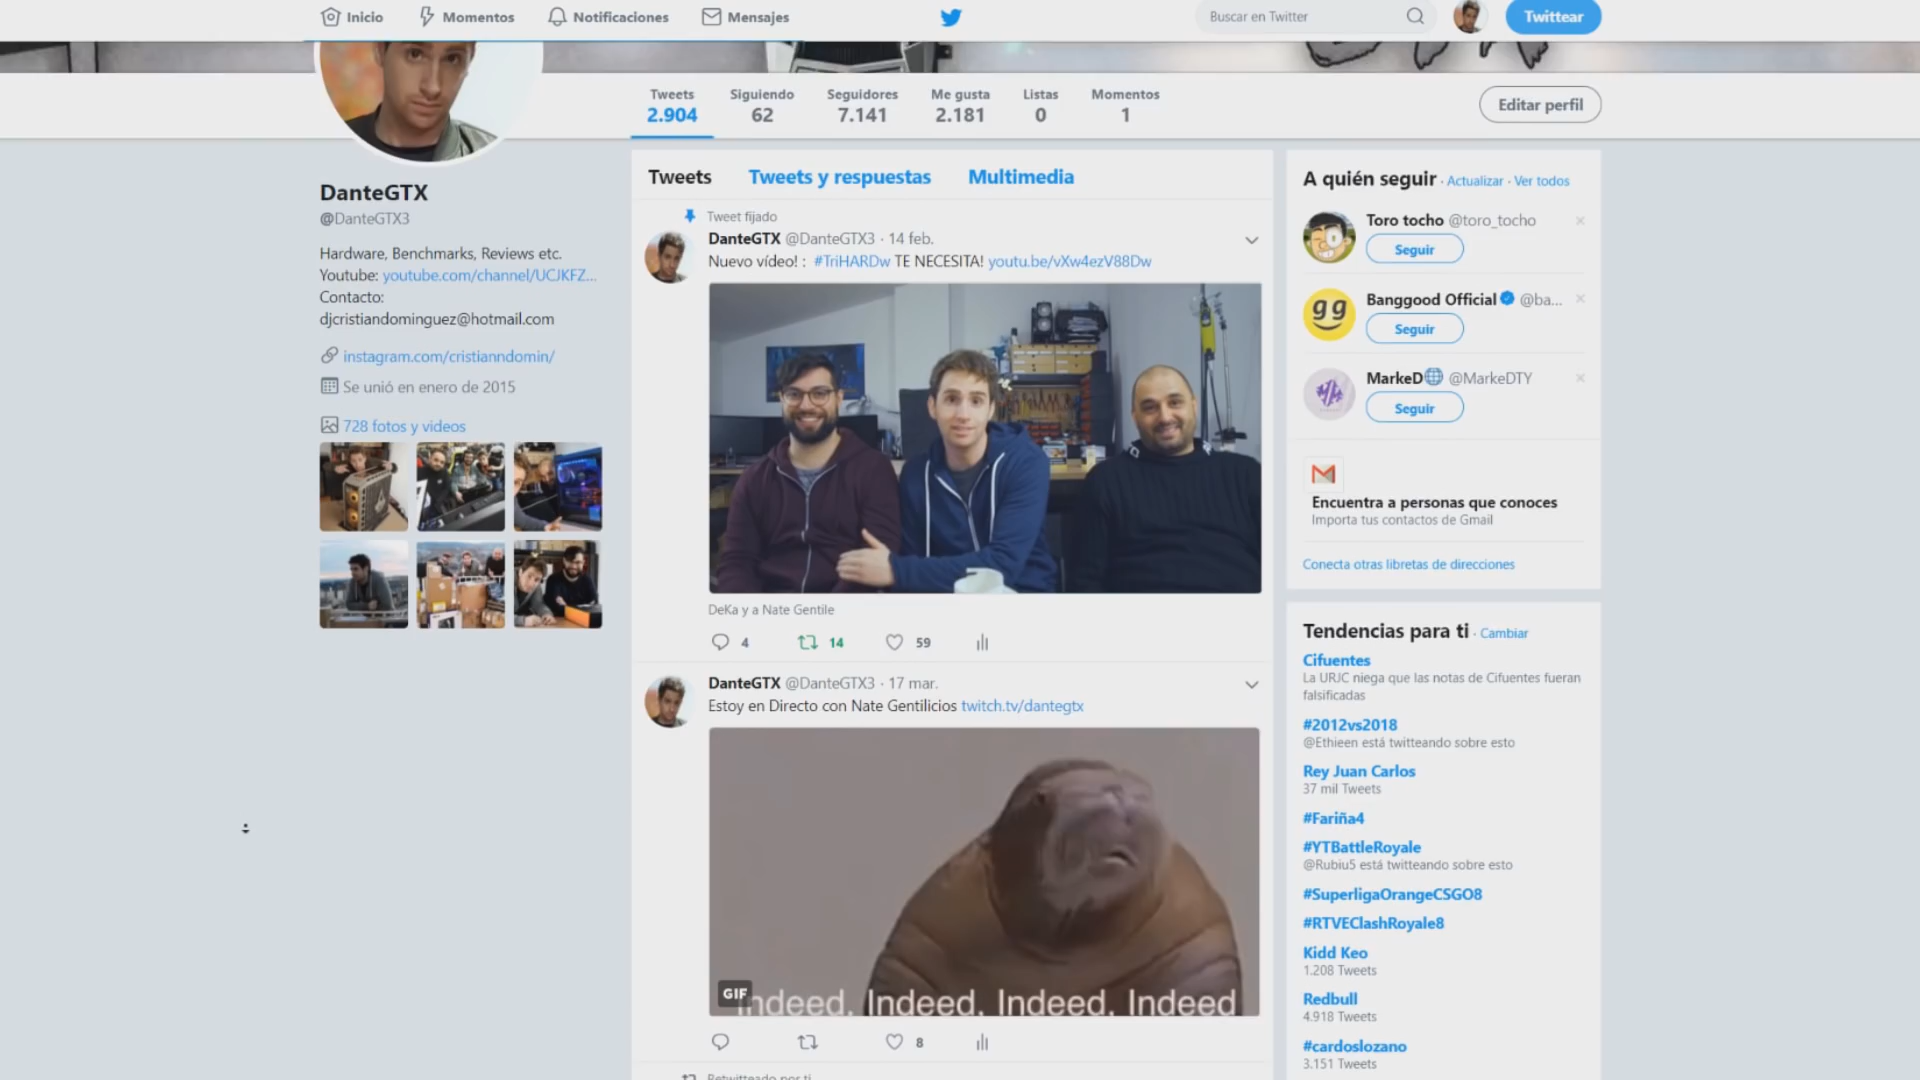 Inicio
Momentos
Notificaciones
Mensajes
Buscar en Twitter
Twittear
Tweets
2.904
Siguiendo
62
Seguidores
7.141
Me gusta
2.181
Listas
0
Momentos
1
Editar perfil
DanteGTX
@DanteGTX3
Hardware, Benchmarks, Reviews etc.
Youtube: youtube.com/channel/UCJKFZ...
Contacto:
djcristiandominguez@hotmail.com
instagram.com/cristianndomin/
Se unió en enero de 2015
728 fotos y videos
Tweets
Tweets y respuestas
Multimedia
Tweet fijado
DanteGTX @DanteGTX3 · 14 feb.
Nuevo vídeo! : #TriHARDw TE NECESITA! youtu.be/vXw4ezV88Dw
DeKa y a Nate Gentile
4
14
59
DanteGTX @DanteGTX3 · 17 mar.
Estoy en Directo con Nate Gentilicios twitch.tv/dantegtx
GIF
Indeed. Indeed. Indeed. Indeed
8
Retwitteado por ti
A quién seguir · Actualizar · Ver todos
Toro tocho @toro_tocho
Seguir
gg
Banggood Official @ba...
Seguir
MarkeD @MarkeDTY
Seguir
Encuentra a personas que conoces
Importa tus contactos de Gmail
Conecta otras libretas de direcciones
Tendencias para ti · Cambiar
Cifuentes
La URJC niega que las notas de Cifuentes fueran
falsificadas
#2012vs2018
@Ethieen está twitteando sobre esto
Rey Juan Carlos
37 mil Tweets
#Fariña4
#YTBattleRoyale
@Rubiu5 está twitteando sobre esto
#SuperligaOrangeCSGO8
#RTVEClashRoyale8
Kidd Keo
1.208 Tweets
Redbull
4.918 Tweets
#cardoslozano
3.151 Tweets